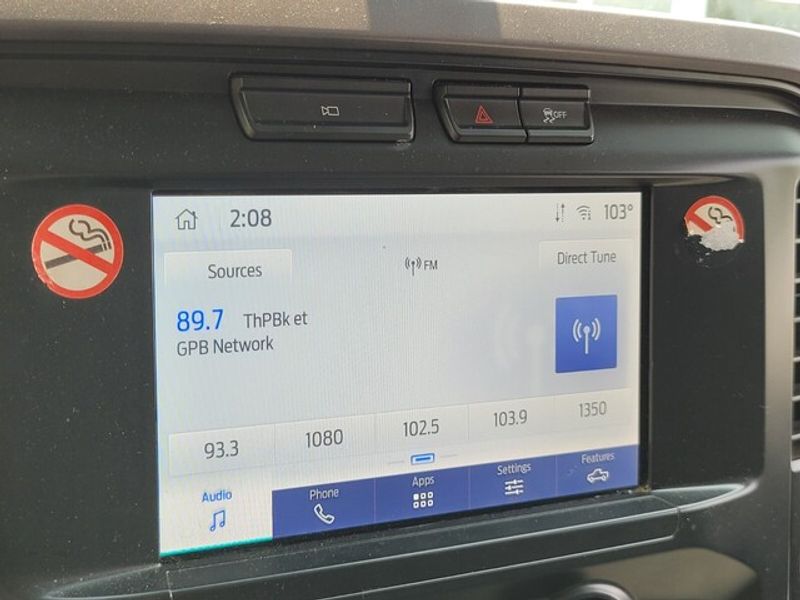 OFF
2:08
103°
Sources
FM
Direct Tune
89.7 ThPBk et
GPB Network
93.3 1080 102.5 103.9 1350
Audio Phone Apps Settings Features